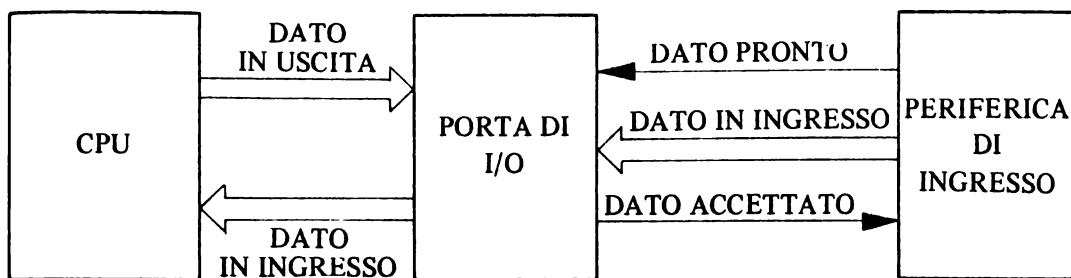 DATO
IN USCITA
CPU
DATO
IN INGRESSO
PORTA DI
I/O
DATO PRONTO
DATO IN INGRESSO
DATO ACCETTATO
PERIFERICA
DI
INGRESSO